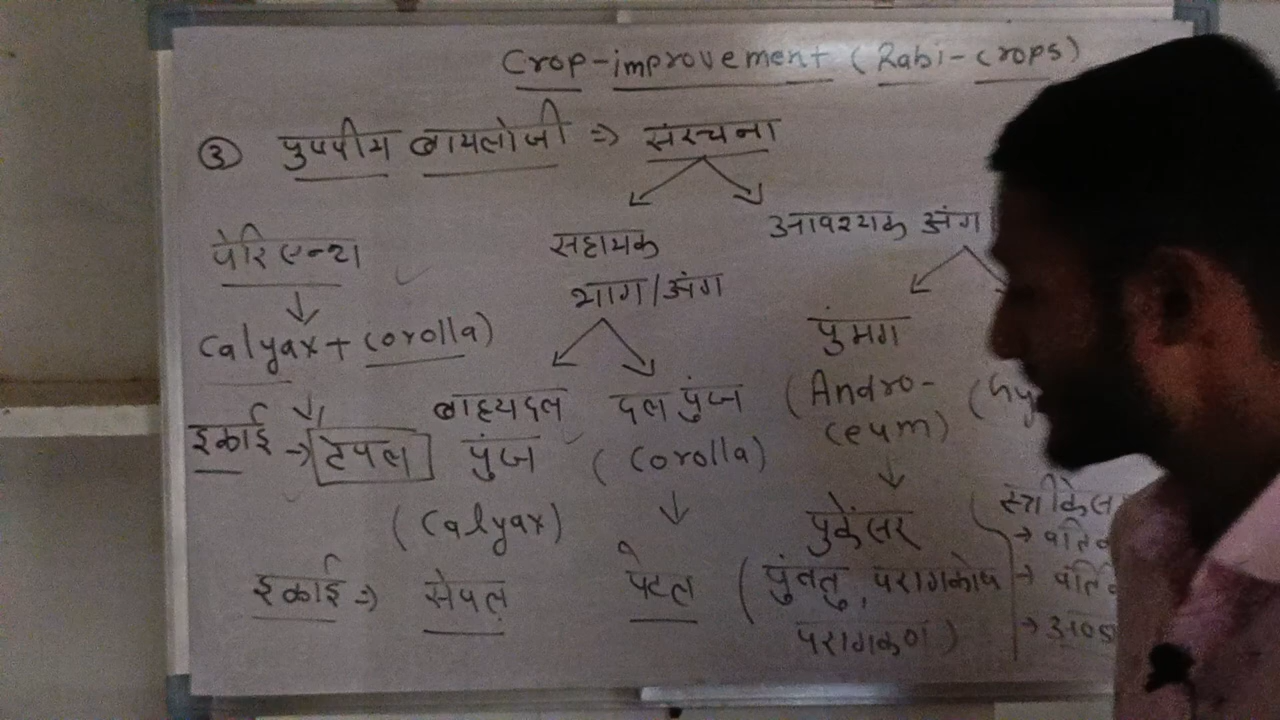 Crop-improvement (Rabi-crops)
③ पुष्पीय बायलोजी => संरचना
सहायक
भाग/अंग
आवश्यक अंग
पेरिएन्थ
Calyax + Corolla
इकाई → टेपल
बाह्यदल
पुंज
(Calyax)
दल पुंज
(Corolla)
पुंमग
(Andro-
ceum)
इकाई => सेपल
पेटल
पुकेंसर
(पुंतनु, परागकोष
परागकण)
स्त्रीकेस